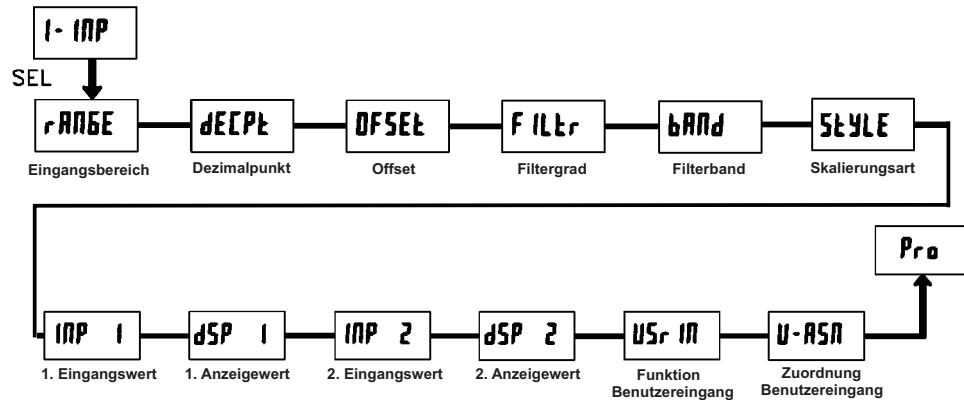 1-INP
SEL
rANGE
dECPt
OFSEt
FILtr
bANd
StYLE
Eingangsbereich
Dezimalpunkt
Offset
Filtergrad
Filterband
Skalierungsart
Pro
INP 1
dSP 1
INP 2
dSP 2
USr IN
U-ASN
1. Eingangswert
1. Anzeigewert
2. Eingangswert
2. Anzeigewert
Funktion
Benutzereingang
Zuordnung
Benutzereingang